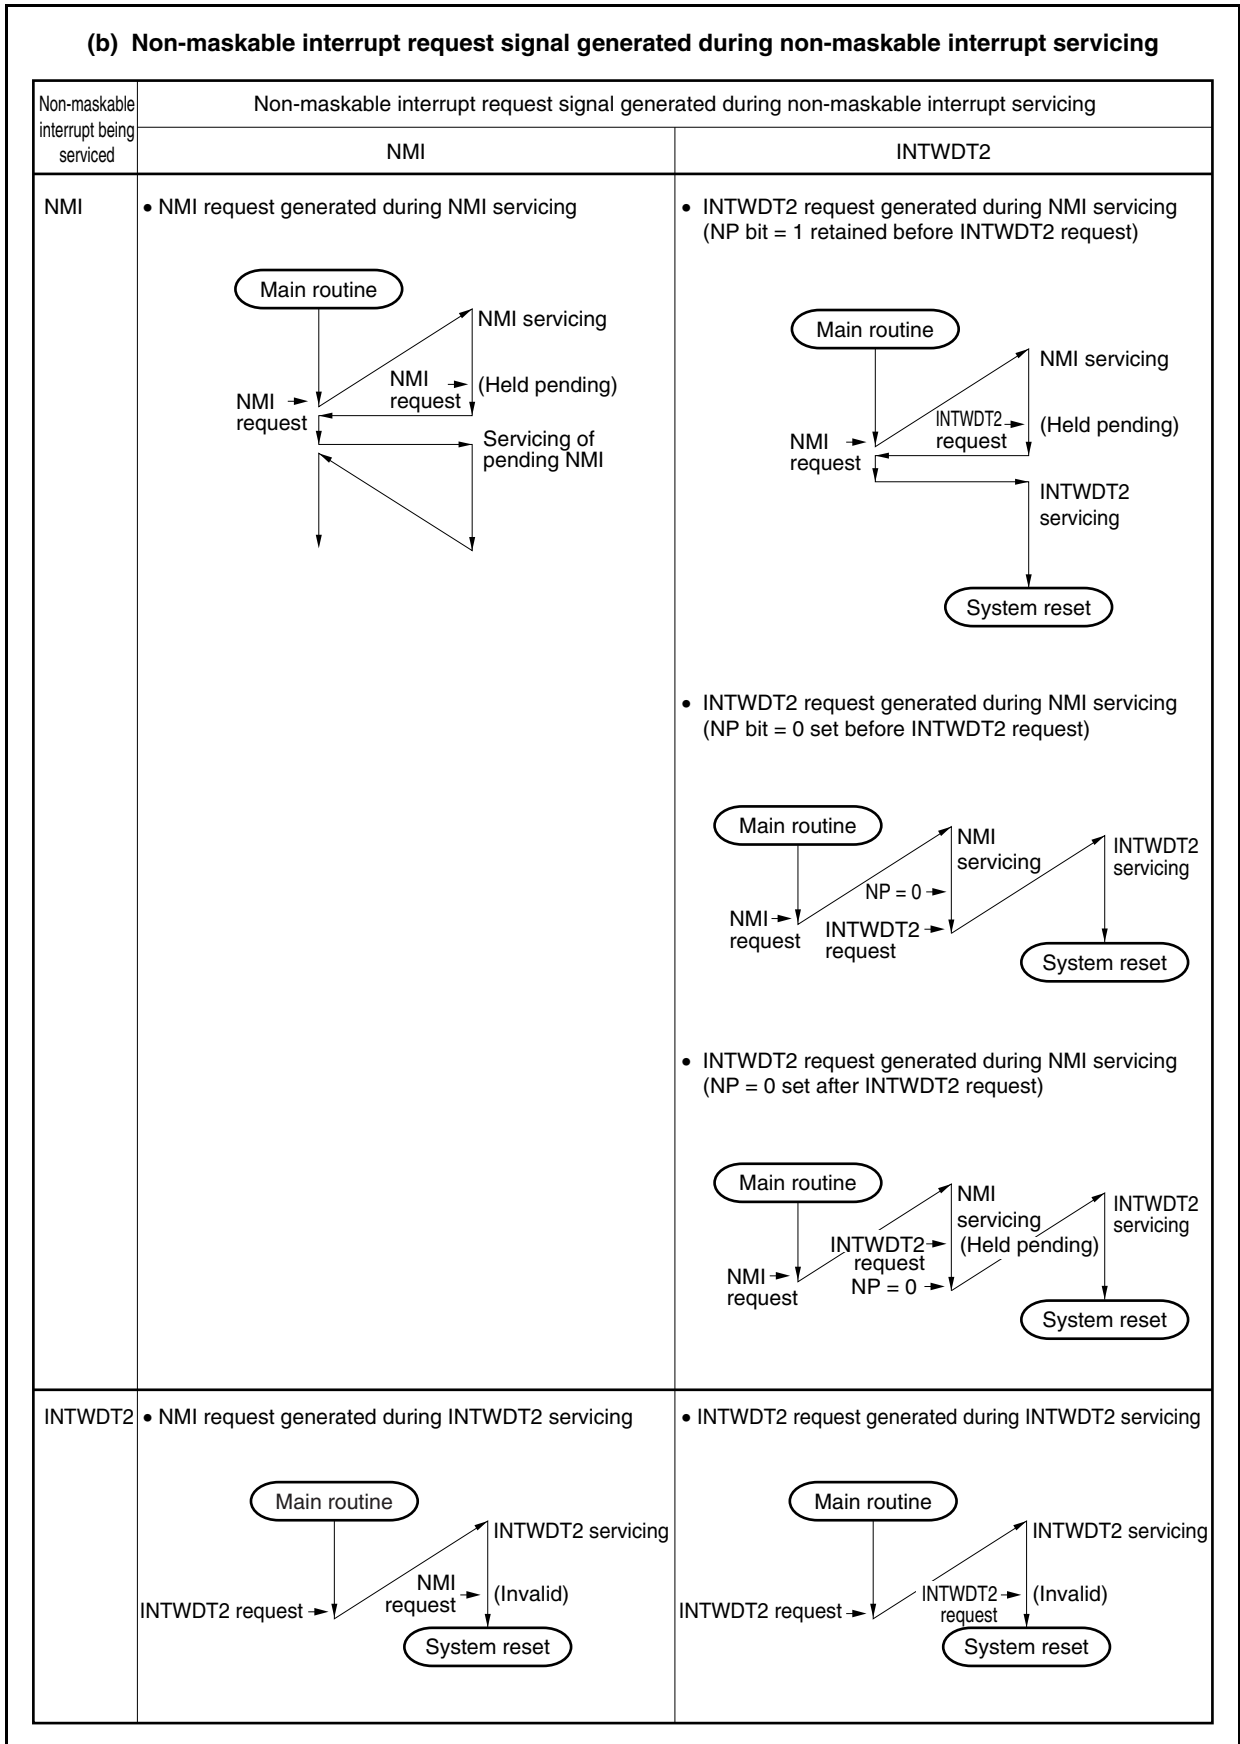 (b) Non-maskable interrupt request signal generated during non-maskable interrupt servicing
Non-maskable
interrupt being
serviced
Non-maskable interrupt request signal generated during non-maskable interrupt servicing
NMI
INTWDT2
NMI
• NMI request generated during NMI servicing
Main routine
NMI servicing
NMI
request
(Held pending)
NMI
request
Servicing of
pending NMI
• INTWDT2 request generated during NMI servicing
(NP bit = 1 retained before INTWDT2 request)
Main routine
NMI servicing
INTWDT2
request
(Held pending)
NMI
request
INTWDT2
servicing
System reset
• INTWDT2 request generated during NMI servicing
(NP bit = 0 set before INTWDT2 request)
Main routine
NMI
servicing
INTWDT2
servicing
NP = 0
NMI
request
INTWDT2
request
System reset
• INTWDT2 request generated during NMI servicing
(NP = 0 set after INTWDT2 request)
Main routine
NMI
servicing
(Held pending)
INTWDT2
servicing
INTWDT2
request
NMI
request
NP = 0
System reset
INTWDT2
• NMI request generated during INTWDT2 servicing
Main routine
INTWDT2 servicing
NMI
request
(Invalid)
INTWDT2 request
System reset
• INTWDT2 request generated during INTWDT2 servicing
Main routine
INTWDT2 servicing
INTWDT2
request
(Invalid)
INTWDT2 request
System reset